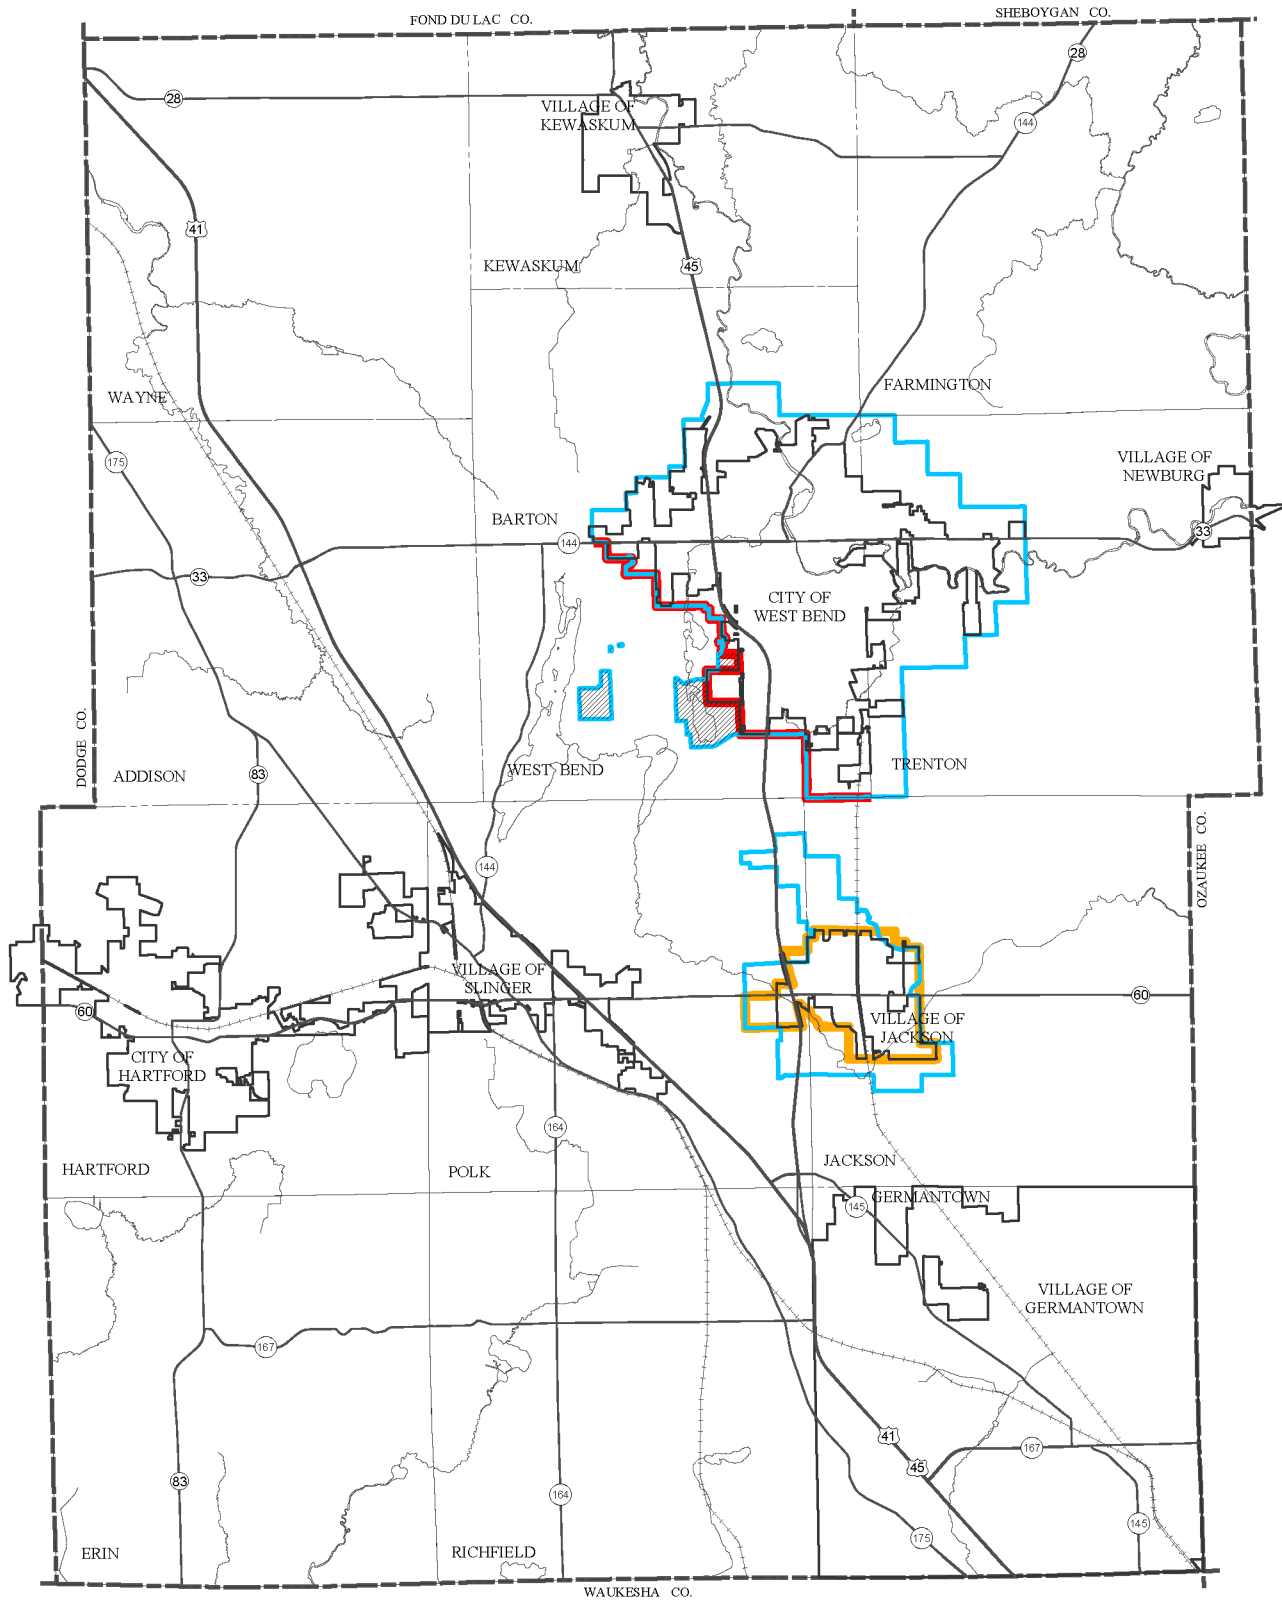 FOND DU LAC CO.
SHEBOYGAN CO.
28
28
VILLAGE OF
KEWASKUM
144
41
KEWASKUM
45
WAYNE
FARMINGTON
175
VILLAGE OF
NEWBURG
BARTON
144
33
33
CITY OF
WEST BEND
DODGE CO.
ADDISON
83
WEST BEND
TRENTON
OZAUKEE CO.
144
VILLAGE OF
SLINGER
60
60
VILLAGE OF
JACKSON
CITY OF
HARTFORD
164
HARTFORD
POLK
JACKSON
GERMANTOWN
145
VILLAGE OF
GERMANTOWN
167
41
167
45
83
164
145
175
ERIN
RICHFIELD
WAUKESHA CO.